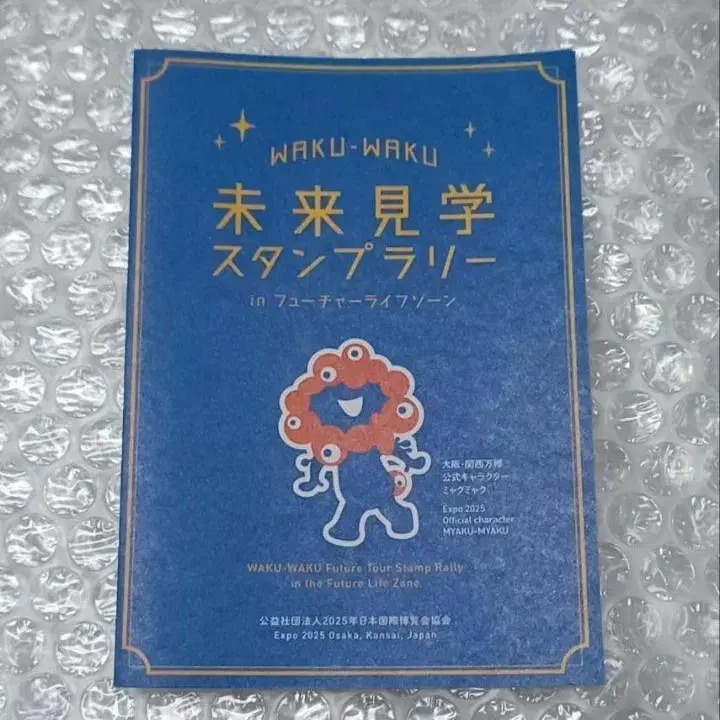 WAKU-WAKU
未来見学
スタンプラリー
in フューチャーライフゾーン
大阪・関西万博
公式キャラクター
ミャクミャク
Expo 2025
Official character
MYAKU-MYAKU
WAKU-WAKU Future Tour Stamp Rally
in the Future Life Zone
公益社団法人2025年日本国際博覧会協会
Expo 2025 Osaka, Kansai, Japan